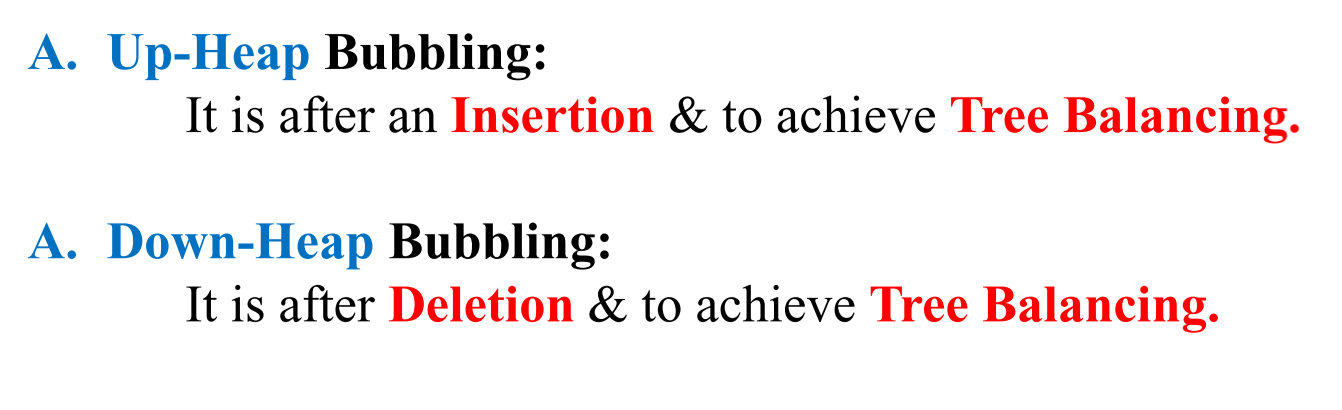 A. Up-Heap Bubbling:
It is after an Insertion & to achieve Tree Balancing.
A. Down-Heap Bubbling:
It is after Deletion & to achieve Tree Balancing.